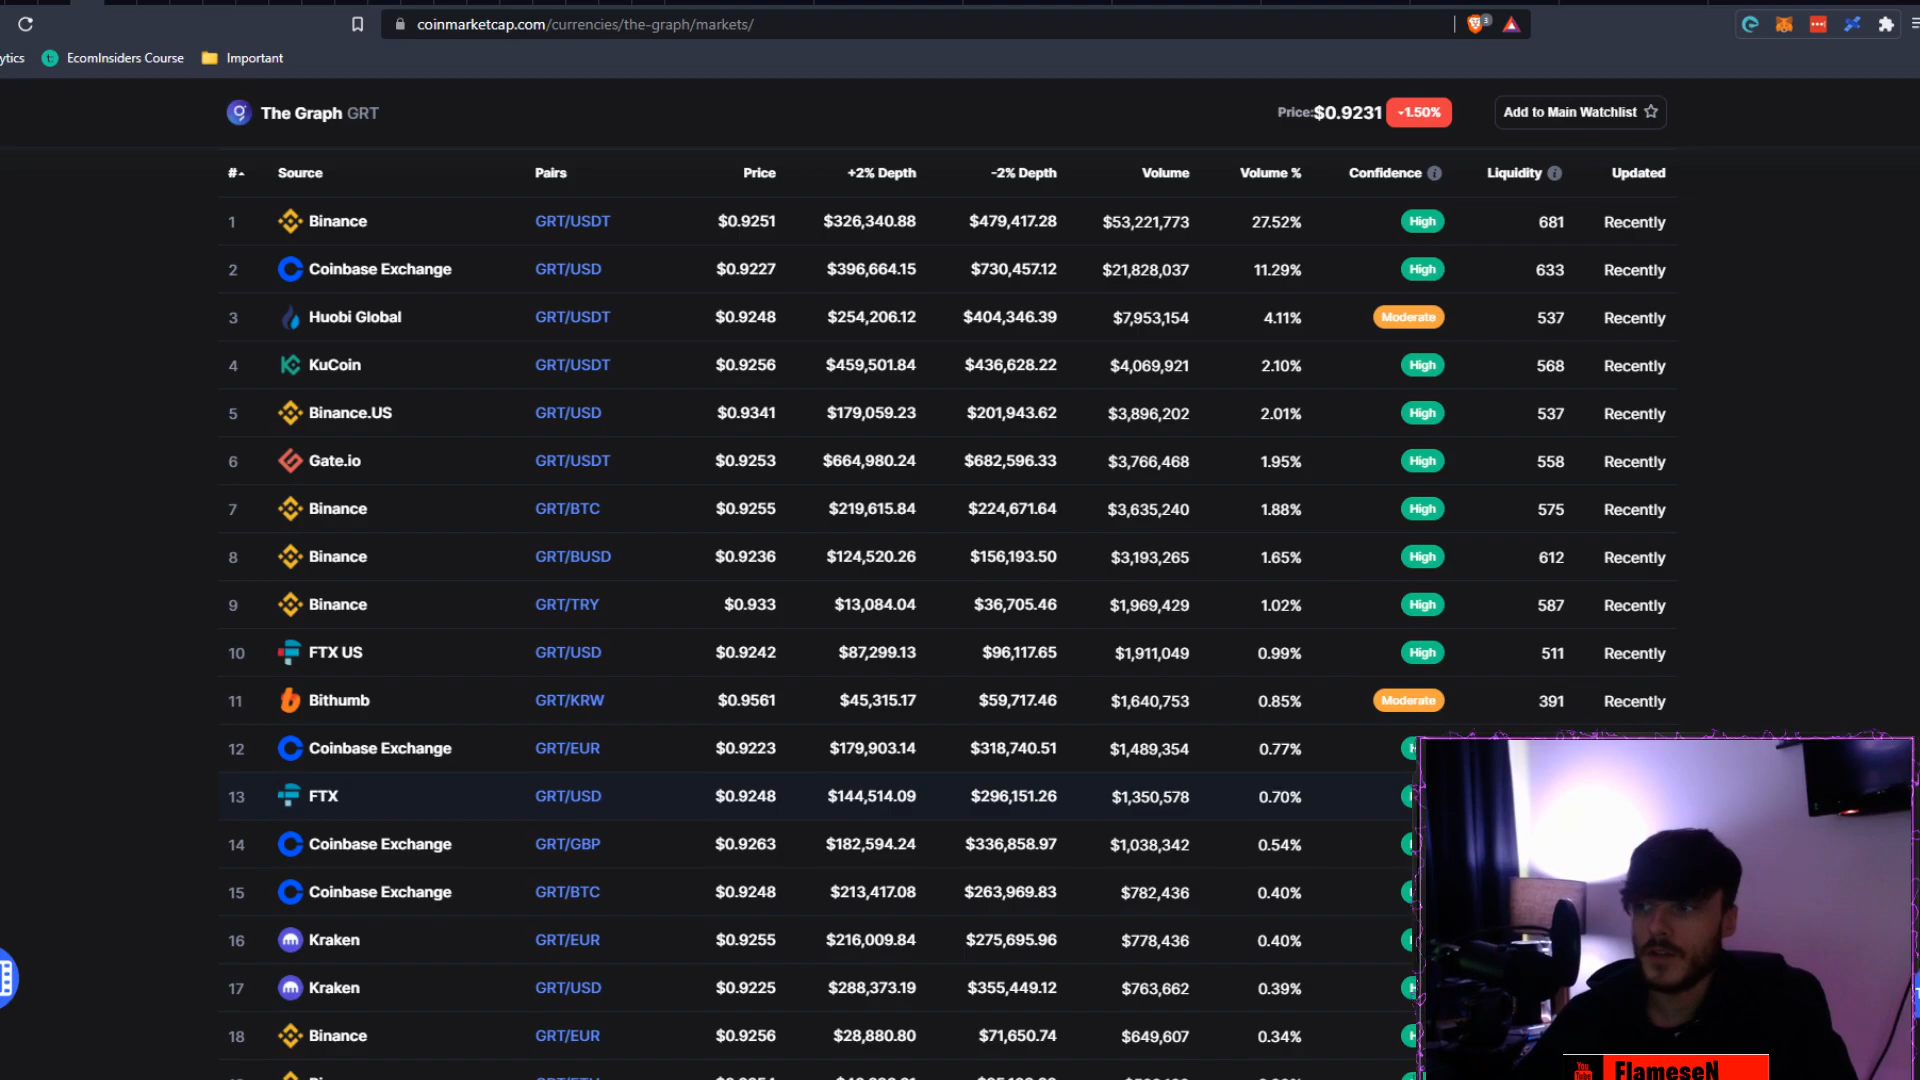 coinmarketcap.com/currencies/the-graph/markets/
ytics EcomInsiders Course Important
The Graph GRT Price:$0.9231 -1.50% Add to Main Watchlist
# Source Pairs Price +2% Depth -2% Depth Volume Volume % Confidence Liquidity Updated
1 Binance GRT/USDT $0.9251 $326,340.88 $479,417.28 $53,221,773 27.52% High 681 Recently
2 Coinbase Exchange GRT/USD $0.9227 $396,664.15 $730,457.12 $21,828,037 11.29% High 633 Recently
3 Huobi Global GRT/USDT $0.9248 $254,206.12 $404,346.39 $7,953,154 4.11% Moderate 537 Recently
4 KuCoin GRT/USDT $0.9256 $459,501.84 $436,628.22 $4,069,921 2.10% High 568 Recently
5 Binance.US GRT/USD $0.9341 $179,059.23 $201,943.62 $3,896,202 2.01% High 537 Recently
6 Gate.io GRT/USDT $0.9253 $664,980.24 $682,596.33 $3,766,468 1.95% High 558 Recently
7 Binance GRT/BTC $0.9255 $219,615.84 $224,671.64 $3,635,240 1.88% High 575 Recently
8 Binance GRT/BUSD $0.9236 $124,520.26 $156,193.50 $3,193,265 1.65% High 612 Recently
9 Binance GRT/TRY $0.933 $13,084.04 $36,705.46 $1,969,429 1.02% High 587 Recently
10 FTX US GRT/USD $0.9242 $87,299.13 $96,117.65 $1,911,049 0.99% High 511 Recently
11 Bithumb GRT/KRW $0.9561 $45,315.17 $59,717.46 $1,640,753 0.85% Moderate 391 Recently
12 Coinbase Exchange GRT/EUR $0.9223 $179,903.14 $318,740.51 $1,489,354 0.77%
13 FTX GRT/USD $0.9248 $144,514.09 $296,151.26 $1,350,578 0.70%
14 Coinbase Exchange GRT/GBP $0.9263 $182,594.24 $336,858.97 $1,038,342 0.54%
15 Coinbase Exchange GRT/BTC $0.9248 $213,417.08 $263,969.83 $782,436 0.40%
16 Kraken GRT/EUR $0.9255 $216,009.84 $275,695.96 $778,436 0.40%
17 Kraken GRT/USD $0.9225 $288,373.19 $355,449.12 $763,662 0.39%
18 Binance GRT/EUR $0.9256 $28,880.80 $71,650.74 $649,607 0.34%
You FlameseN